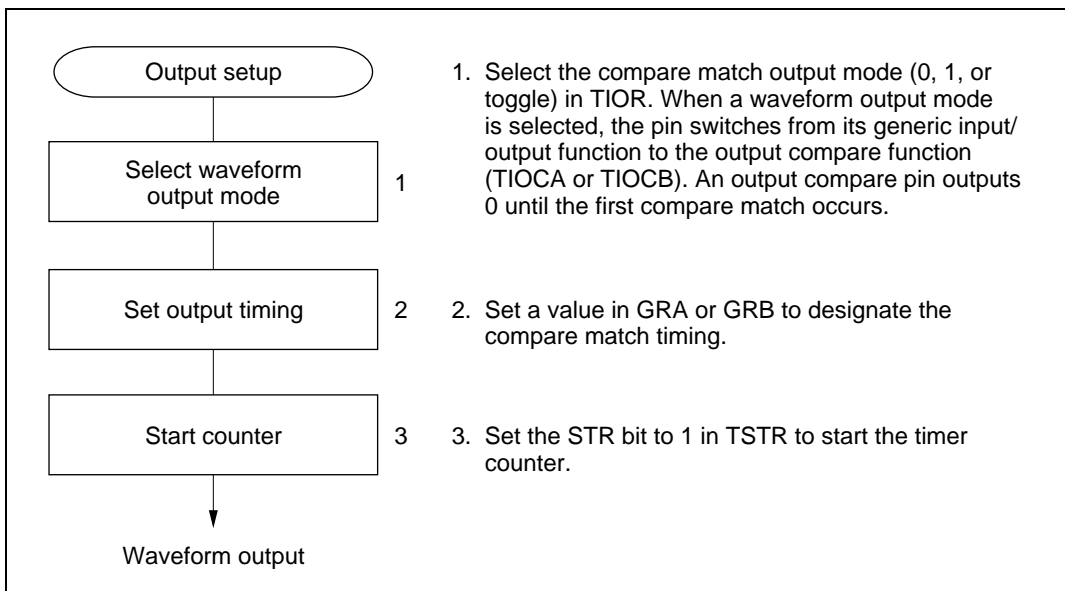 Output setup
Select waveform
output mode
1
1. Select the compare match output mode (0, 1, or
toggle) in TIOR. When a waveform output mode
is selected, the pin switches from its generic input/
output function to the output compare function
(TIOCA or TIOCB). An output compare pin outputs
0 until the first compare match occurs.
Set output timing
2
2. Set a value in GRA or GRB to designate the
compare match timing.
Start counter
3
3. Set the STR bit to 1 in TSTR to start the timer
counter.
Waveform output